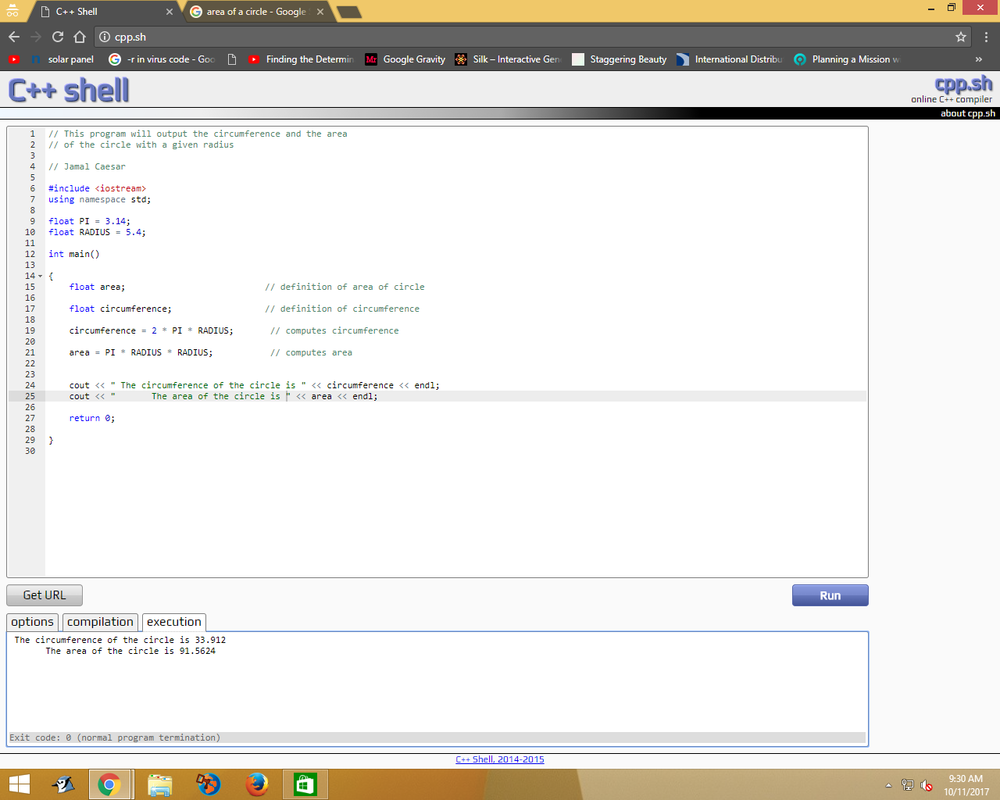 C++ Shell
area of a circle - Google
cpp.sh
solar panel
-r in virus code - Goo
Finding the Determin
Mr
Google Gravity
Silk – Interactive Gen
Staggering Beauty
International Distribu
Planning a Mission w
»
C++ shell
cpp.sh
online C++ compiler
about cpp.sh
1 // This program will output the circumference and the area
2 // of the circle with a given radius
3
4 // Jamal Caesar
5
6 #include <iostream>
7 using namespace std;
8
9 float PI = 3.14;
10 float RADIUS = 5.4;
11
12 int main()
13
14 {
15 float area; // definition of area of circle
16
17 float circumference; // definition of circumference
18
19 circumference = 2 * PI * RADIUS; // computes circumference
20
21 area = PI * RADIUS * RADIUS; // computes area
22
23
24 cout << " The circumference of the circle is " << circumference << endl;
25 cout << "       The area of the circle is " << area << endl;
26
27 return 0;
28
29 }
30
Get URL
Run
options
compilation
execution
The circumference of the circle is 33.912
The area of the circle is 91.5624
Exit code: 0 (normal program termination)
C++ Shell, 2014-2015
9:30 AM
10/11/2017